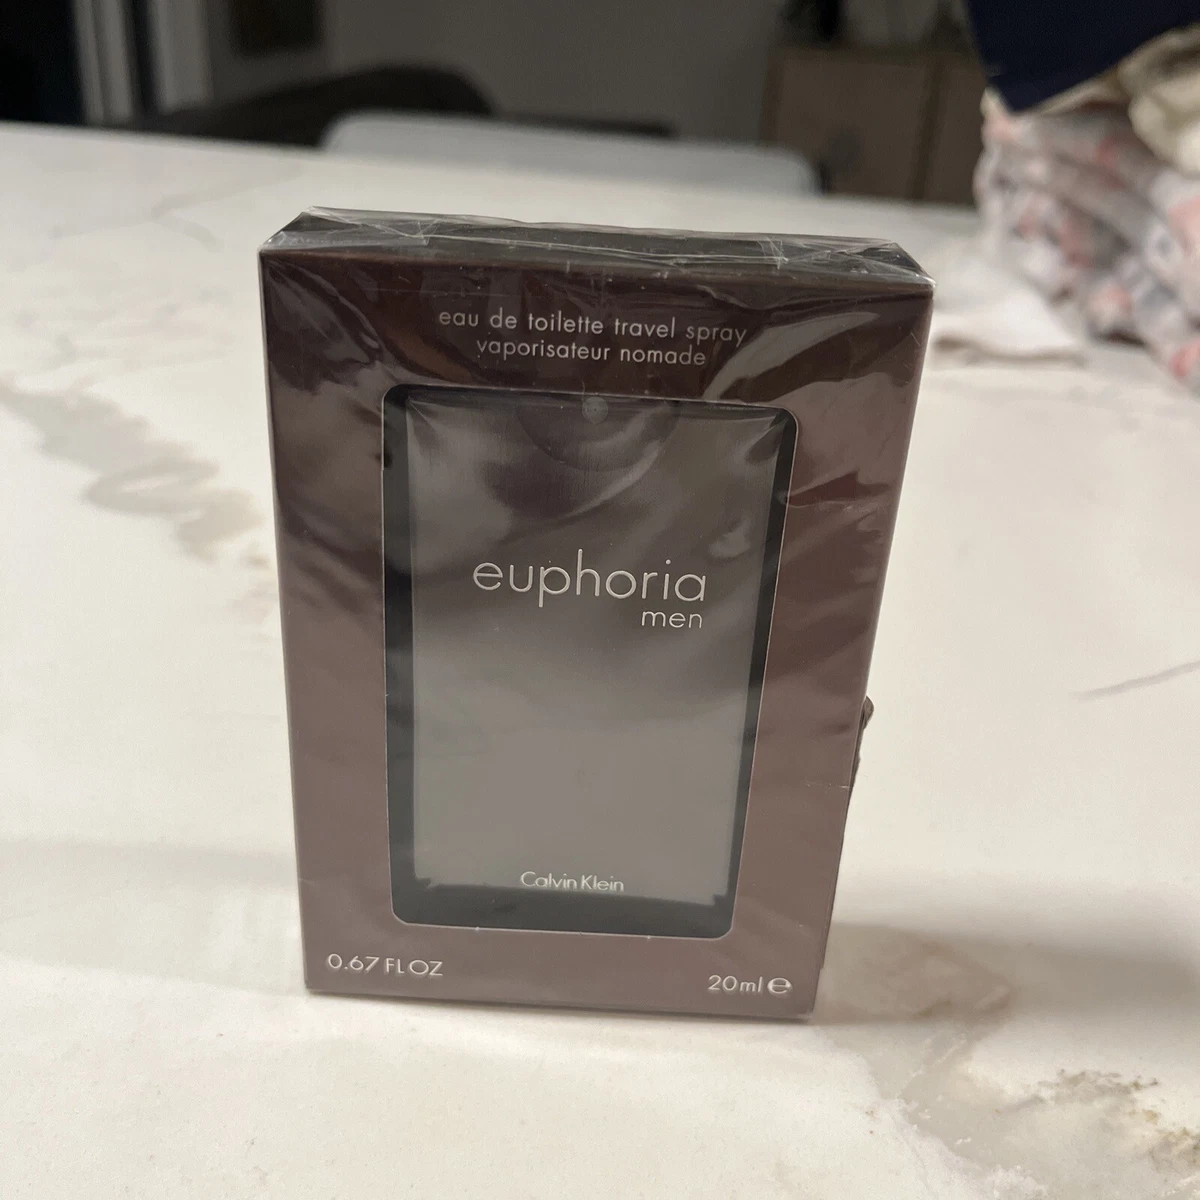 eau de toilette travel spray
vaporisateur nomade
euphoria
men
Calvin Klein
0.67 FL OZ
20ml e